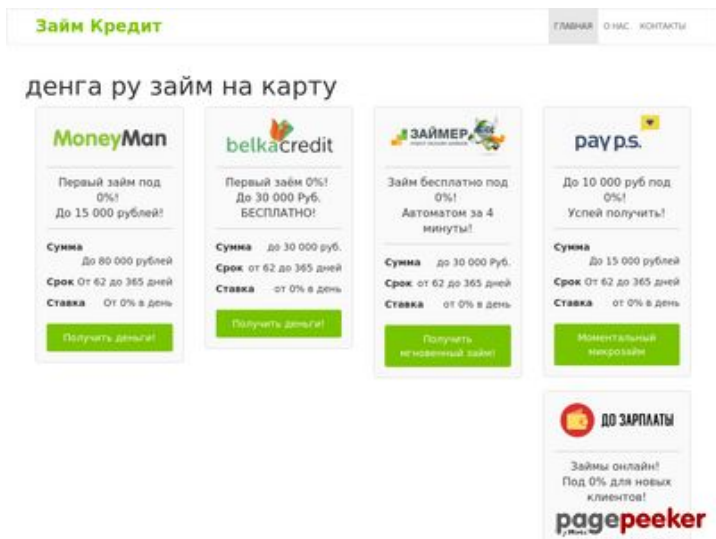 Займ Кредит
ГЛАВНАЯ О НАС. КОНТАКТЫ
денга ру займ на карту
MoneyMan
Первый займ под
0%!
До 15 000 рублей!
Сумма
До 80 000 рублей
Срок От 62 до 365 дней
Ставка От 0% в день
Получить деньги!
belkacredit
Первый заём 0%!
До 30 000 Руб.
БЕСПЛАТНО!
Сумма до 30 000 руб.
Срок от 62 до 365 дней
Ставка от 0% в день
Получить деньги!
ЗАЙМЕР
Займ бесплатно под
0%!
Автоматом за 4
минуты!
Сумма до 30 000 Руб.
Срок от 62 до 365 дней
Ставка от 0% в день
Получить
мгновенный займ!
pay p.s.
До 10 000 руб под
0%!
Успей получить!
Сумма
До 15 000 рублей
Срок От 62 до 365 дней
Ставка от 0% в день
Моментальный
микрозайм
ДО ЗАРПЛАТЫ
Займы онлайн!
Под 0% для новых
клиентов!
pagepeeker